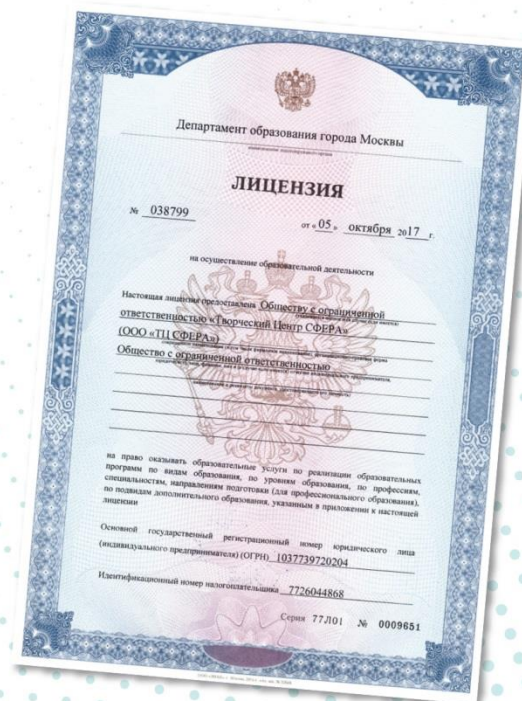 Департамент образования города Москвы
ЛИЦЕНЗИЯ
№ 038799 от «05» октября 2017 г.
на осуществление образовательной деятельности
Настоящая лицензия предоставлена Обществу с ограниченной
ответственностью «Творческий Центр СФЕРА»
(ООО «ТЦ СФЕРА»)
Общество с ограниченной ответственностью
на право оказывать образовательные услуги по реализации образовательных
программ по видам образования, по уровням образования, по профессиям,
специальностям, направлениям подготовки (для профессионального образования),
по подвидам дополнительного образования, указанным в приложении к настоящей
лицензии
Основной государственный регистрационный номер юридического лица
(индивидуального предпринимателя) (ОГРН) 1037739720204
Идентификационный номер налогоплательщика 7726044868
Серия 77Л01 № 0009651